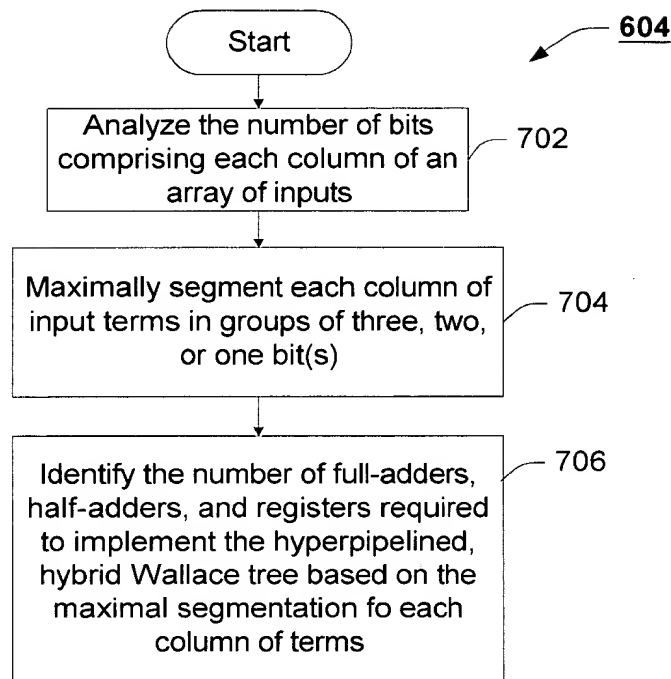 Start
604
Analyze the number of bits
comprising each column of an
array of inputs
702
Maximally segment each column of
input terms in groups of three, two,
or one bit(s)
704
Identify the number of full-adders,
half-adders, and registers required
to implement the hyperpipelined,
hybrid Wallace tree based on the
maximal segmentation fo each
column of terms
706